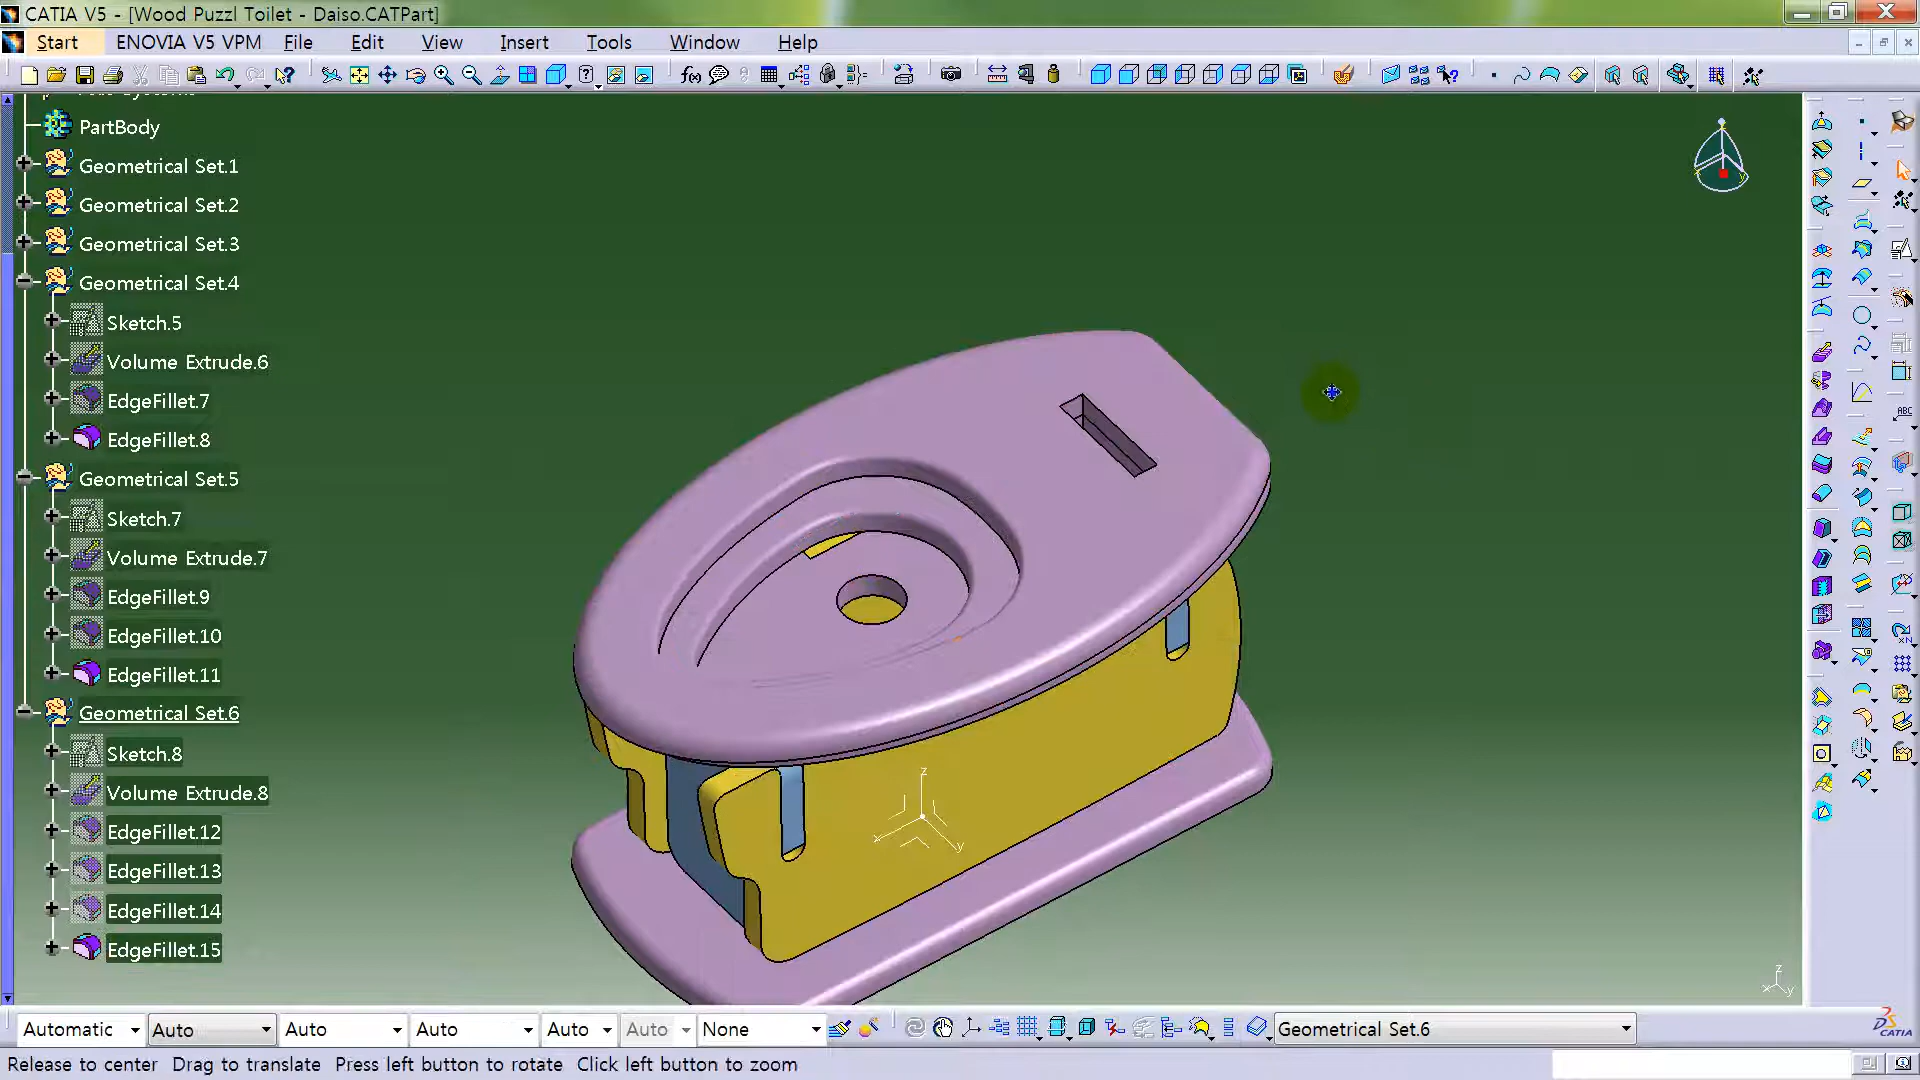 CATIA V5 - [Wood Puzzl Toilet - Daiso.CATPart]
Start ENOVIA V5 VPM File Edit View Insert Tools Window Help
PartBody
Geometrical Set.1
Geometrical Set.2
Geometrical Set.3
Geometrical Set.4
Sketch.5
Volume Extrude.6
EdgeFillet.7
EdgeFillet.8
Geometrical Set.5
Sketch.7
Volume Extrude.7
EdgeFillet.9
EdgeFillet.10
EdgeFillet.11
Geometrical Set.6
Sketch.8
Volume Extrude.8
EdgeFillet.12
EdgeFillet.13
EdgeFillet.14
EdgeFillet.15
z
x
y
z
x y
Automatic Auto Auto Auto Auto Auto None Geometrical Set.6
CATIA
Release to center Drag to translate Press left button to rotate Click left button to zoom